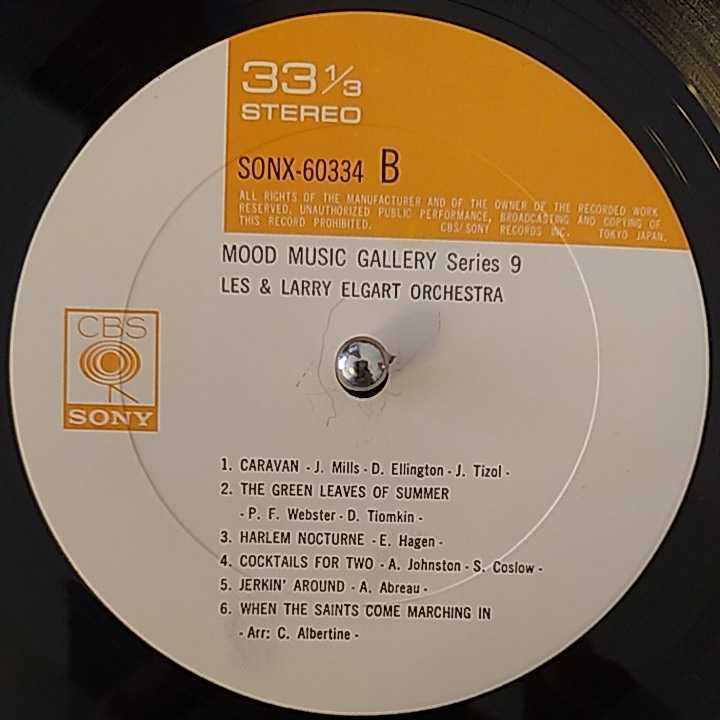 33 1/3
STEREO
SONX-60334 B
ALL RIGHTS OF THE MANUFACTURER AND OF THE OWNER OF THE RECORDED WORK
RESERVED. UNAUTHORIZED PUBLIC PERFORMANCE, BROADCASTING AND COPYING OF
THIS RECORD PROHIBITED. CBS/SONY RECORDS INC. TOKYO JAPAN.
MOOD MUSIC GALLERY Series 9
LES & LARRY ELGART ORCHESTRA
CBS
SONY
1. CARAVAN - J. Mills - D. Ellington - J. Tizol -
2. THE GREEN LEAVES OF SUMMER
- P. F. Webster - D. Tiomkin -
3. HARLEM NOCTURNE - E. Hagen -
4. COCKTAILS FOR TWO - A. Johnston - S. Coslow -
5. JERKIN' AROUND - A. Abreau -
6. WHEN THE SAINTS COME MARCHING IN
- Arr: C. Albertine -